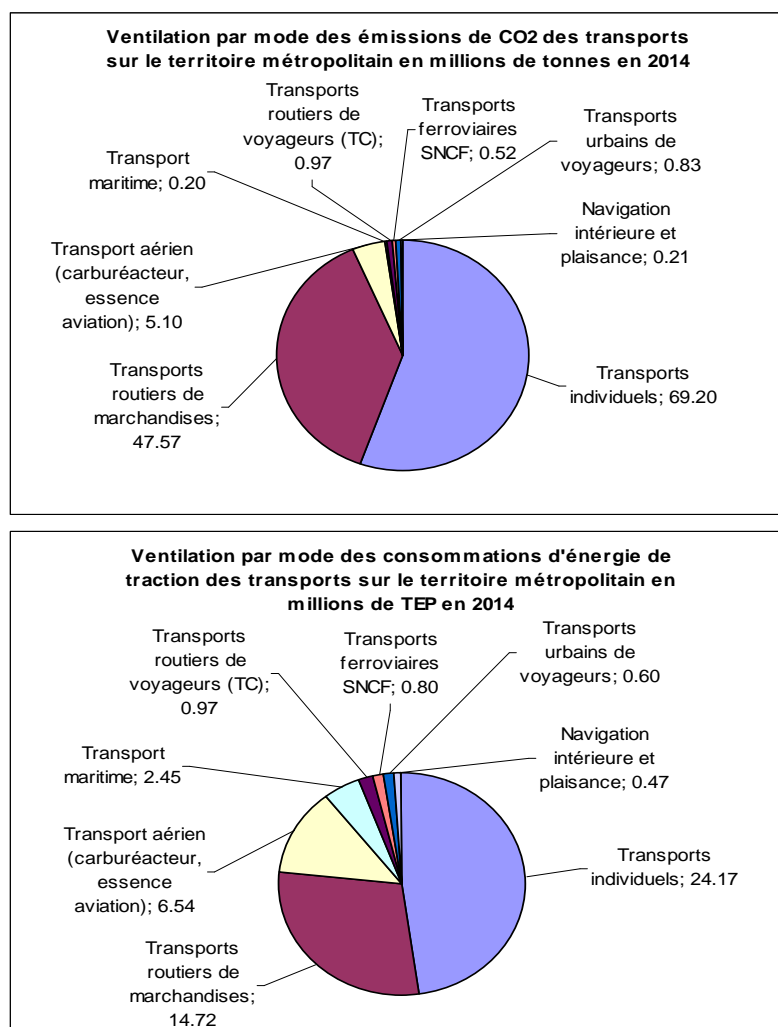 Ventilation par mode des émissions de CO2 des transports
sur le territoire métropolitain en millions de tonnes en 2014
Transports
routiers de
voyageurs (TC);
0.97
Transports
ferroviaires
SNCF; 0.52
Transports
urbains de
voyageurs; 0.83
Transport
maritime; 0.20
Navigation
intérieure et
plaisance; 0.21
Transport aérien
(carburéacteur,
essence
aviation); 5.10
Transports
routiers de
marchandises;
47.57
Transports
individuels; 69.20
Ventilation par mode des consommations d'énergie de
traction des transports sur le territoire métropolitain en
millions de TEP en 2014
Transports
routiers de
voyageurs (TC);
0.97
Transports
ferroviaires
SNCF; 0.80
Transports
urbains de
voyageurs; 0.60
Transport
maritime; 2.45
Navigation
intérieure et
plaisance; 0.47
Transport aérien
(carburéacteur,
essence
aviation); 6.54
Transports
individuels; 24.17
Transports
routiers de
marchandises;
14.72